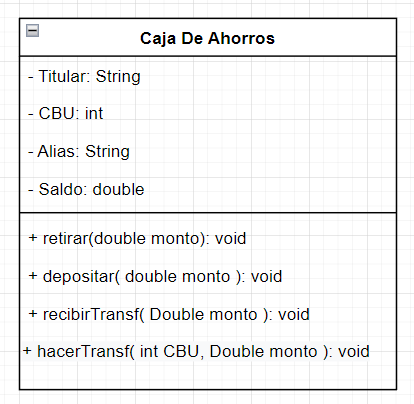 Caja De Ahorros
- Titular: String
- CBU: int
- Alias: String
- Saldo: double
+ retirar(double monto): void
+ depositar( double monto ): void
+ recibirTransf( Double monto ): void
+ hacerTransf( int CBU, Double monto ): void